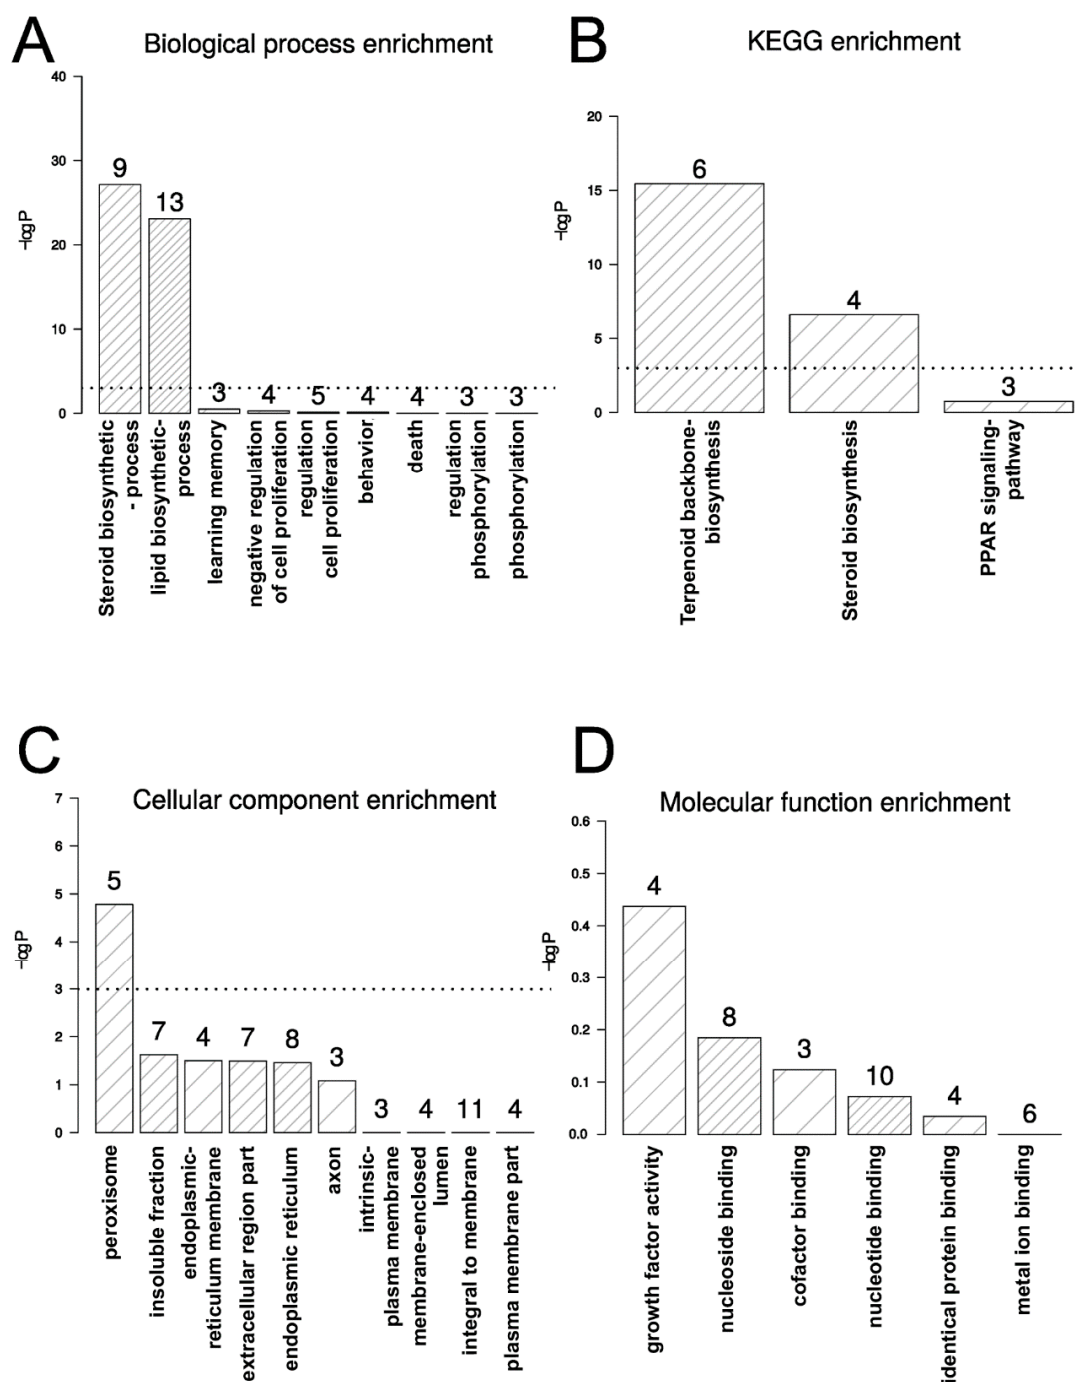 A
Biological process enrichment
40
30
20
10
0
−logP
9
13
3
4
5
4
4
3
3
Steroid biosynthetic
- process
lipid biosynthetic-
process
learning memory
negative regulation
of cell proliferation
regulation
cell proliferation
behavior
death
regulation
phosphorylation
phosphorylation
B
KEGG enrichment
20
15
10
5
0
−logP
6
4
3
Terpenoid backbone-
biosynthesis
Steroid biosynthesis
PPAR signaling-
pathway
C
Cellular component enrichment
7
6
5
4
3
2
1
0
−logP
5
7
4
7
8
3
3
4
11
4
peroxisome
insoluble fraction
endoplasmic-
reticulum membrane
extracellular region part
endoplasmic reticulum
axon
intrinsic-
plasma membrane
membrane-enclosed
lumen
integral to membrane
plasma membrane part
D
Molecular function enrichment
0.6
0.5
0.4
0.3
0.2
0.1
0.0
−logP
4
8
3
10
4
6
growth factor activity
nucleoside binding
cofactor binding
nucleotide binding
identical protein binding
metal ion binding